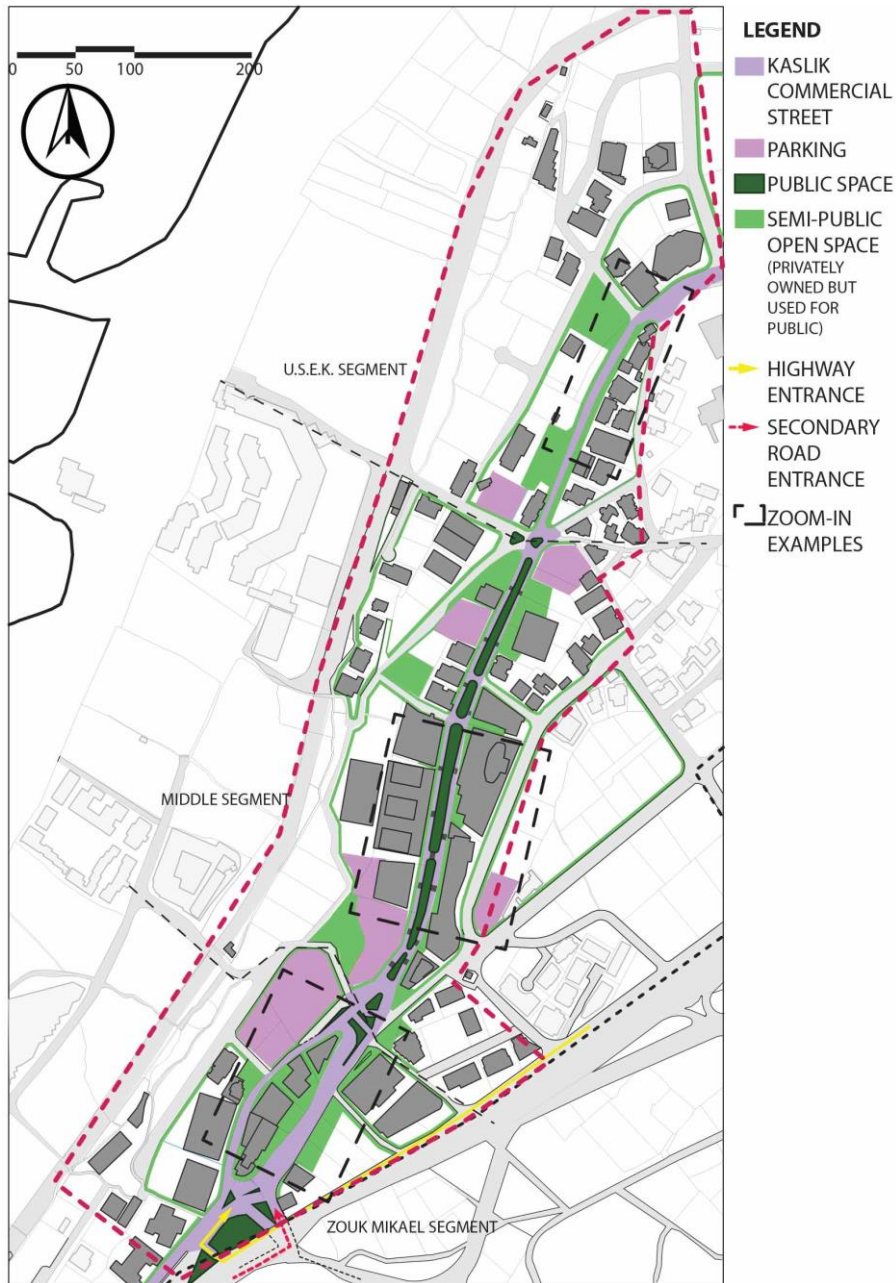 0 50 100 200
U.S.E.K. SEGMENT
MIDDLE SEGMENT
ZOUK MIKAEL SEGMENT
LEGEND
KASLIK
COMMERCIAL
STREET
PARKING
PUBLIC SPACE
SEMI-PUBLIC
OPEN SPACE
(PRIVATELY
OWNED BUT
USED FOR
PUBLIC)
HIGHWAY
ENTRANCE
SECONDARY
ROAD
ENTRANCE
ZOOM-IN
EXAMPLES